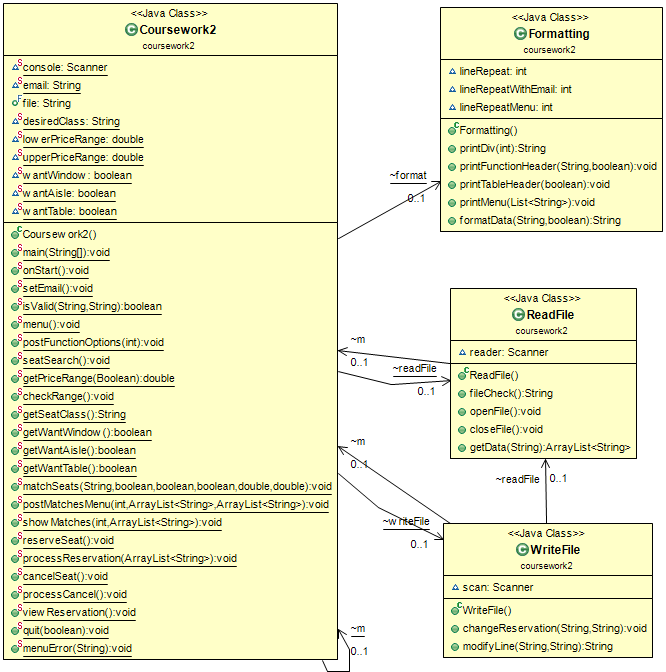 <<Java Class>>
Coursework2
coursework2
console: Scanner
email: String
file: String
desiredClass: String
lowerPriceRange: double
upperPriceRange: double
wantWindow: boolean
wantAisle: boolean
wantTable: boolean
Coursework2()
main(String[]):void
onStart():void
setEmail():void
isValid(String,String):boolean
menu():void
postFunctionOptions(int):void
seatSearch():void
getPriceRange(Boolean):double
checkRange():void
getSeatClass():String
getWantWindow():boolean
getWantAisle():boolean
getWantTable():boolean
matchSeats(String,boolean,boolean,boolean,double,double):void
postMatchesMenu(int,ArrayList<String>,ArrayList<String>):void
showMatches(int,ArrayList<String>):void
reserveSeat():void
processReservation(ArrayList<String>):void
cancelSeat():void
processCancel():void
viewReservation():void
quit(boolean):void
menuError(String):void
<<Java Class>>
Formatting
coursework2
lineRepeat: int
lineRepeatWithEmail: int
lineRepeatMenu: int
Formatting()
printDiv(int):String
printFunctionHeader(String,boolean):void
printTableHeader(boolean):void
printMenu(List<String>):void
formatData(String,boolean):String
~format
0..1
<<Java Class>>
ReadFile
coursework2
reader: Scanner
ReadFile()
fileCheck():String
openFile():void
closeFile():void
getData(String):ArrayList<String>
~m
0..1
~readFile
0..1
~m
0..1
~readFile
0..1
~writeFile
0..1
<<Java Class>>
WriteFile
coursework2
scan: Scanner
WriteFile()
changeReservation(String,String):void
modifyLine(String,String):String
~m
0..1